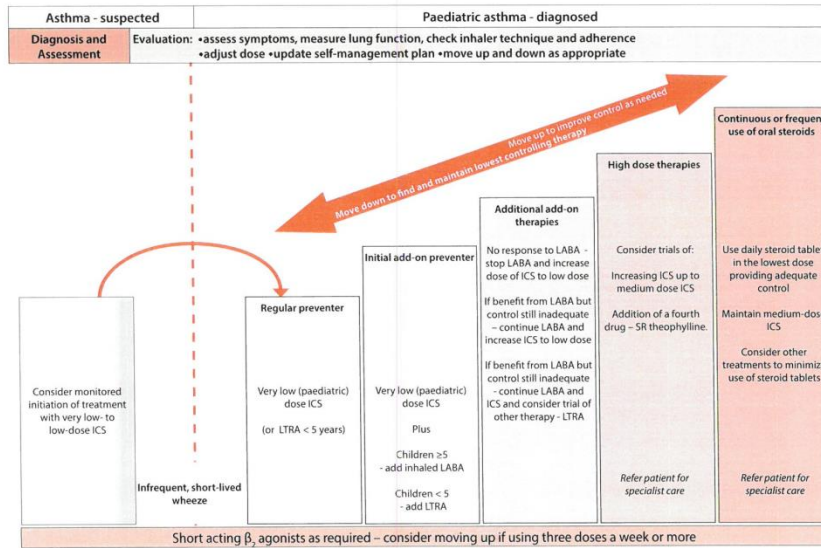 Asthma - suspected
Paediatric asthma - diagnosed
Diagnosis and
Assessment
Evaluation: •assess symptoms, measure lung function, check inhaler technique and adherence
•adjust dose •update self-management plan •move up and down as appropriate
Move up to improve control as needed
Move down to find and maintain lowest controlling therapy
Consider monitored
initiation of treatment
with very low- to
low-dose ICS
Infrequent, short-lived
wheeze
Regular preventer
Very low (paediatric)
dose ICS
(or LTRA < 5 years)
Initial add-on preventer
Very low (paediatric)
dose ICS
Plus
Children ≥5
- add inhaled LABA
Children < 5
- add LTRA
Additional add-on
therapies
No response to LABA -
stop LABA and increase
dose of ICS to low dose
If benefit from LABA but
control still inadequate
– continue LABA and
increase ICS to low dose
If benefit from LABA but
control still inadequate
- continue LABA and
ICS and consider trial of
other therapy - LTRA
High dose therapies
Consider trials of:
Increasing ICS up to
medium dose ICS
Addition of a fourth
drug – SR theophylline.
Refer patient for
specialist care
Continuous or frequen
use of oral steroids
Use daily steroid table
in the lowest dose
providing adequate
control
Maintain medium-dos
ICS
Consider other
treatments to minimiz
use of steroid tablets
Refer patient for
specialist care
Short acting β₂ agonists as required – consider moving up if using three doses a week or more